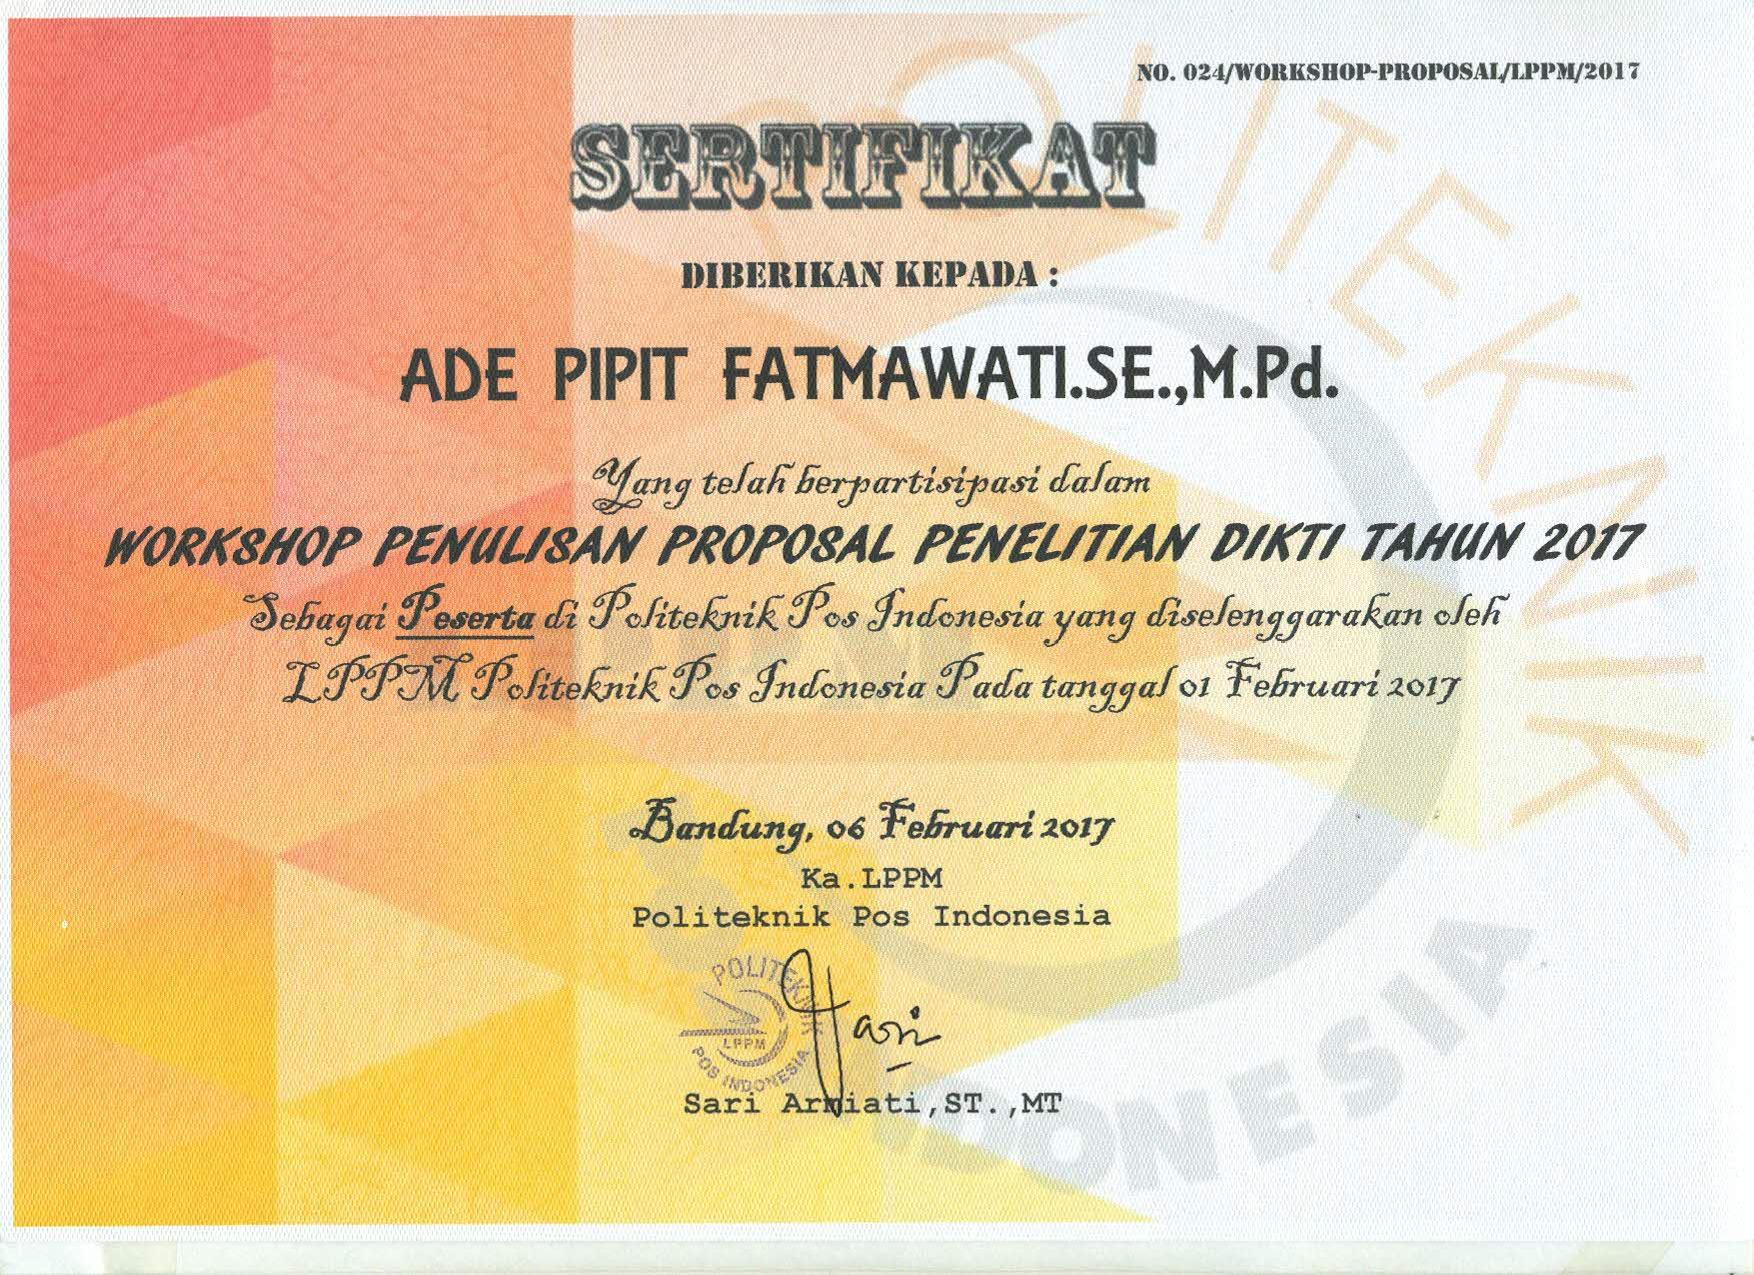 NO. 024/WORKSHOP-PROPOSAL/LPPM/2017
SERTIFIKAT
DIBERIKAN KEPADA :
ADE PIPIT FATMAWATI.SE.,M.Pd.
Yang telah berpartisipasi dalam
WORKSHOP PENULISAN PROPOSAL PENELITIAN DIKTI TAHUN 2017
Sebagai Peserta di Politeknik Pos Indonesia yang diselenggarakan oleh
LPPM Politeknik Pos Indonesia Pada tanggal 01 Februari 2017
Bandung, 06 Februari 2017
Ka.LPPM
Politeknik Pos Indonesia
POLITEKNIK
LPPM
POS INDONESIA
Sari Armiati,ST.,MT
POLITEKNIK
INDONESIA